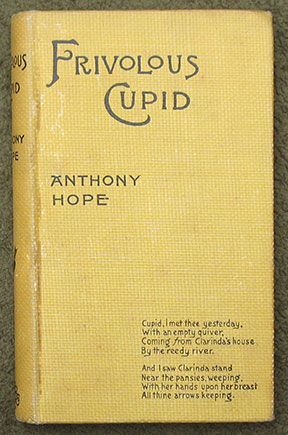 FRIVOLOUS
CUPID
ANTHONY
HOPE
Cupid, I met thee yesterday,
With an empty quiver,
Coming from Clarinda's house
By the reedy river.
And I saw Clarinda stand
Near the pansies, weeping,
With her hands upon her breast
All thine arrows keeping.